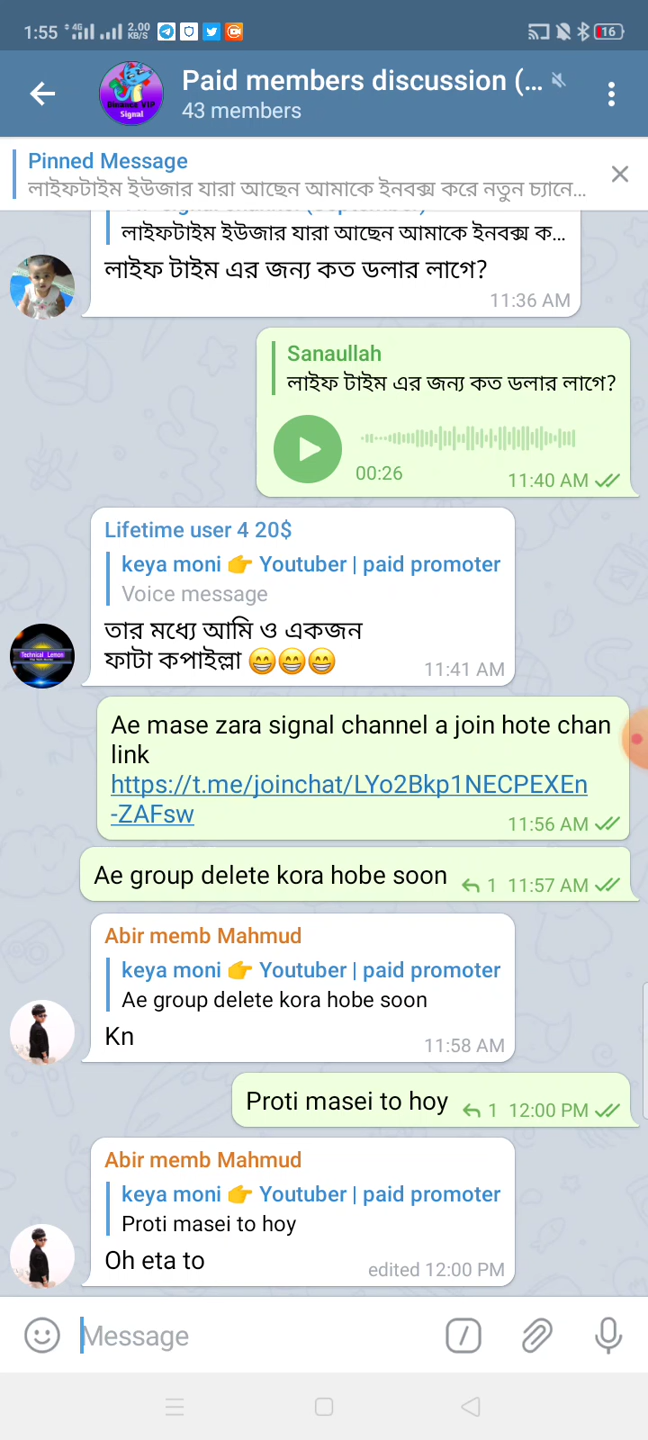 1:55 4G 2.00 KB/S 16
Paid members discussion (...
43 members
Binance VIP
Signal
Pinned Message
লাইফটাইম ইউজার যারা আছেন আমাকে ইনবক্স করে নতুন চ্যানে...
লাইফটাইম ইউজার যারা আছেন আমাকে ইনবক্স ক...
লাইফ টাইম এর জন্য কত ডলার লাগে?
11:36 AM
Sanaullah
লাইফ টাইম এর জন্য কত ডলার লাগে?
00:26
11:40 AM
Lifetime user 4 20$
keya moni 👉 Youtuber | paid promoter
Voice message
তার মধ্যে আমি ও একজন
ফাটা কপাইল্লা 😁😁😁
11:41 AM
Technical Lemon
Ae mase zara signal channel a join hote chan
link
https://t.me/joinchat/LYo2Bkp1NECPEXEn
-ZAFsw
11:56 AM
Ae group delete kora hobe soon 1 11:57 AM
Abir memb Mahmud
keya moni 👉 Youtuber | paid promoter
Ae group delete kora hobe soon
Kn
11:58 AM
Proti masei to hoy 1 12:00 PM
Abir memb Mahmud
keya moni 👉 Youtuber | paid promoter
Proti masei to hoy
Oh eta to
edited 12:00 PM
Message